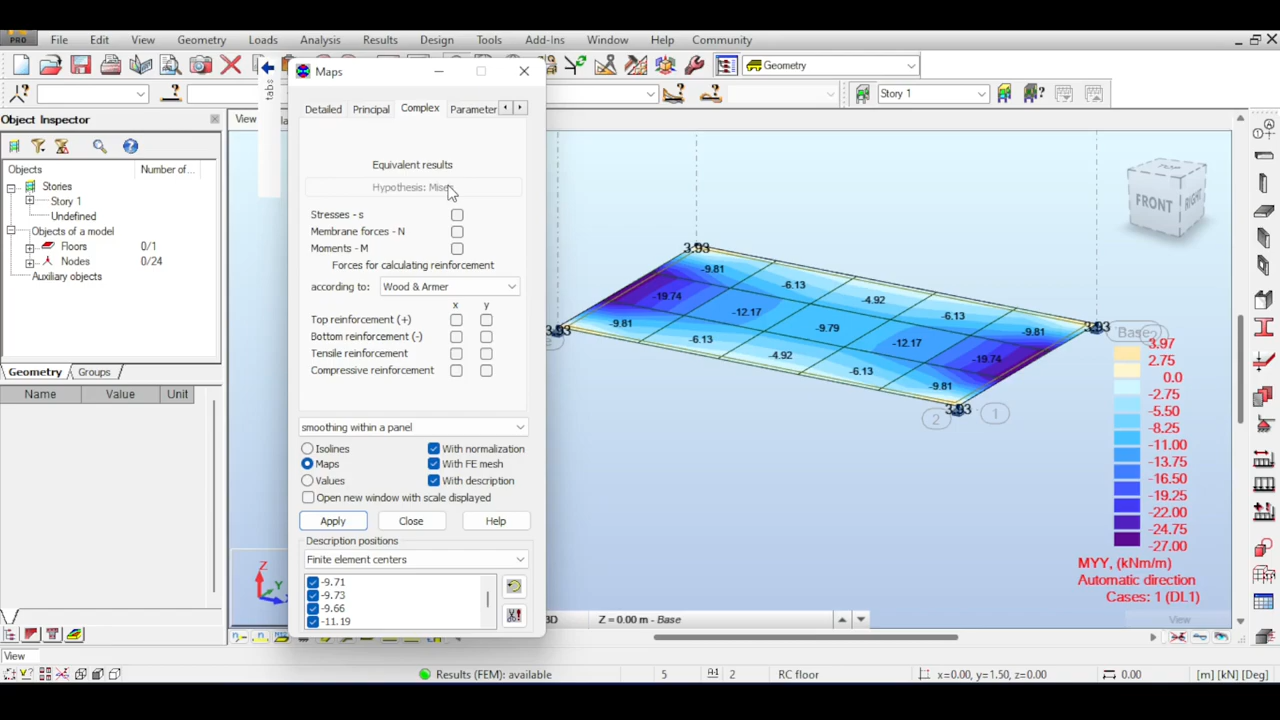 PRO File Edit View Geometry Loads Analysis Results Design Tools Add-Ins Window Help Community
Geometry
Story 1
Object Inspector
Objects Number of...
Stories
Story 1
Undefined
Objects of a model
Floors 0/1
Nodes 0/24
Auxiliary objects
Geometry Groups
Name Value Unit
tabs
View
Maps
Detailed Principal Complex Parameter
Equivalent results
Stresses - s
Membrane forces - N
Moments - M
Forces for calculating reinforcement
according to: Wood & Armer
x y
Top reinforcement (+)
Bottom reinforcement (-)
Tensile reinforcement
Compressive reinforcement
smoothing within a panel
Isolines With normalization
Maps With FE mesh
Values With description
Open new window with scale displayed
Apply Close Help
Description positions
Finite element centers
-9.71
-9.73
-9.66
-11.19
TOP
FRONT RIGHT
3.93
-9.81
-6.13
-19.74
-4.92
-12.17
-6.13
3.93
-9.81
-9.79
-9.81
3.93
-6.13
-12.17
-4.92
-19.74
-6.13
-9.81
3.93
2 1
Base
3.97
2.75
0.0
-2.75
-5.50
-8.25
-11.00
-13.75
-16.50
-19.25
-22.00
-24.75
-27.00
MYY, (kNm/m)
Automatic direction
Cases: 1 (DL1)
Z
Y
3D Z = 0.00 m - Base
View
View
Results (FEM): available 5 2 RC floor x=0.00, y=1.50, z=0.00 0.00 [m] [kN] [Deg]